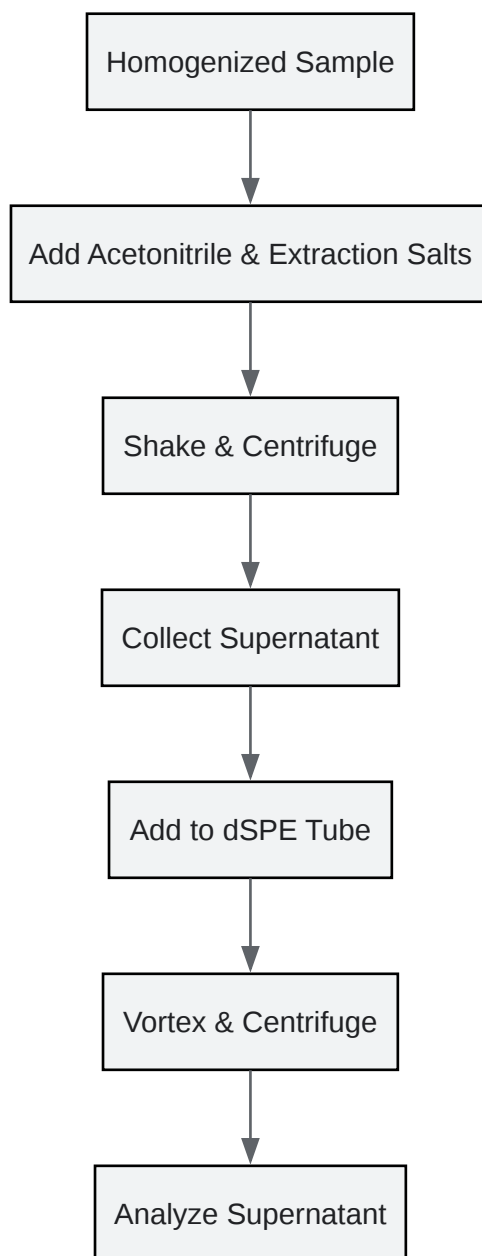 Homogenized Sample
Add Acetonitrile & Extraction Salts
Shake & Centrifuge
Collect Supernatant
Add to dSPE Tube
Vortex & Centrifuge
Analyze Supernatant